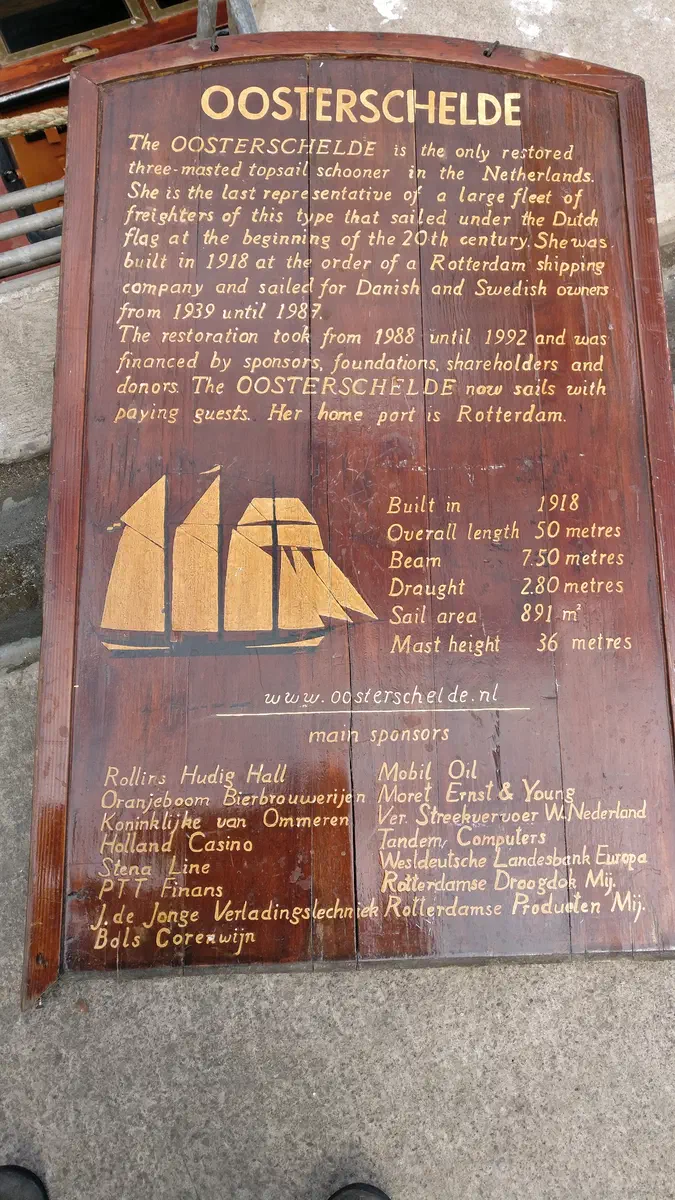 OOSTERSCHELDE
The OOSTERSCHELDE is the only restored
three-masted topsail schooner in the Netherlands.
She is the last representative of a large fleet of
freighters of this type that sailed under the Dutch
flag at the beginning of the 20th century. She was
built in 1918 at the order of a Rotterdam shipping
company and sailed for Danish and Swedish owners
from 1939 until 1987.
The restoration took from 1988 until 1992 and was
financed by sponsors, foundations, shareholders and
donors. The OOSTERSCHELDE now sails with
paying guests. Her home port is Rotterdam.
Built in 1918
Overall length 50 metres
Beam 7.50 metres
Draught 2.80 metres
Sail area 891 m²
Mast height 36 metres
www.oosterschelde.nl
main sponsors
Rollins Hudig Hall
Oranjeboom Bierbrouwerijen
Koninklijke van Ommeren
Holland Casino
Stena Line
PTT Finans
J. de Jonge Verladingstechniek
Bols Corenwijn
Mobil Oil
Moret Ernst & Young
Ver. Streekvervoer W. Nederland
Tandem Computers
Westdeutsche Landesbank Europa
Rotterdamse Droogdok Mij.
Rotterdamse Producten Mij.